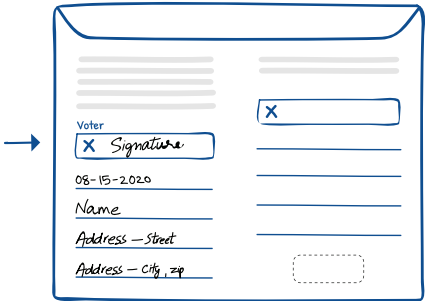 Voter
X Signature
08-15-2020
Name
Address – Street
Address – City, zip
X